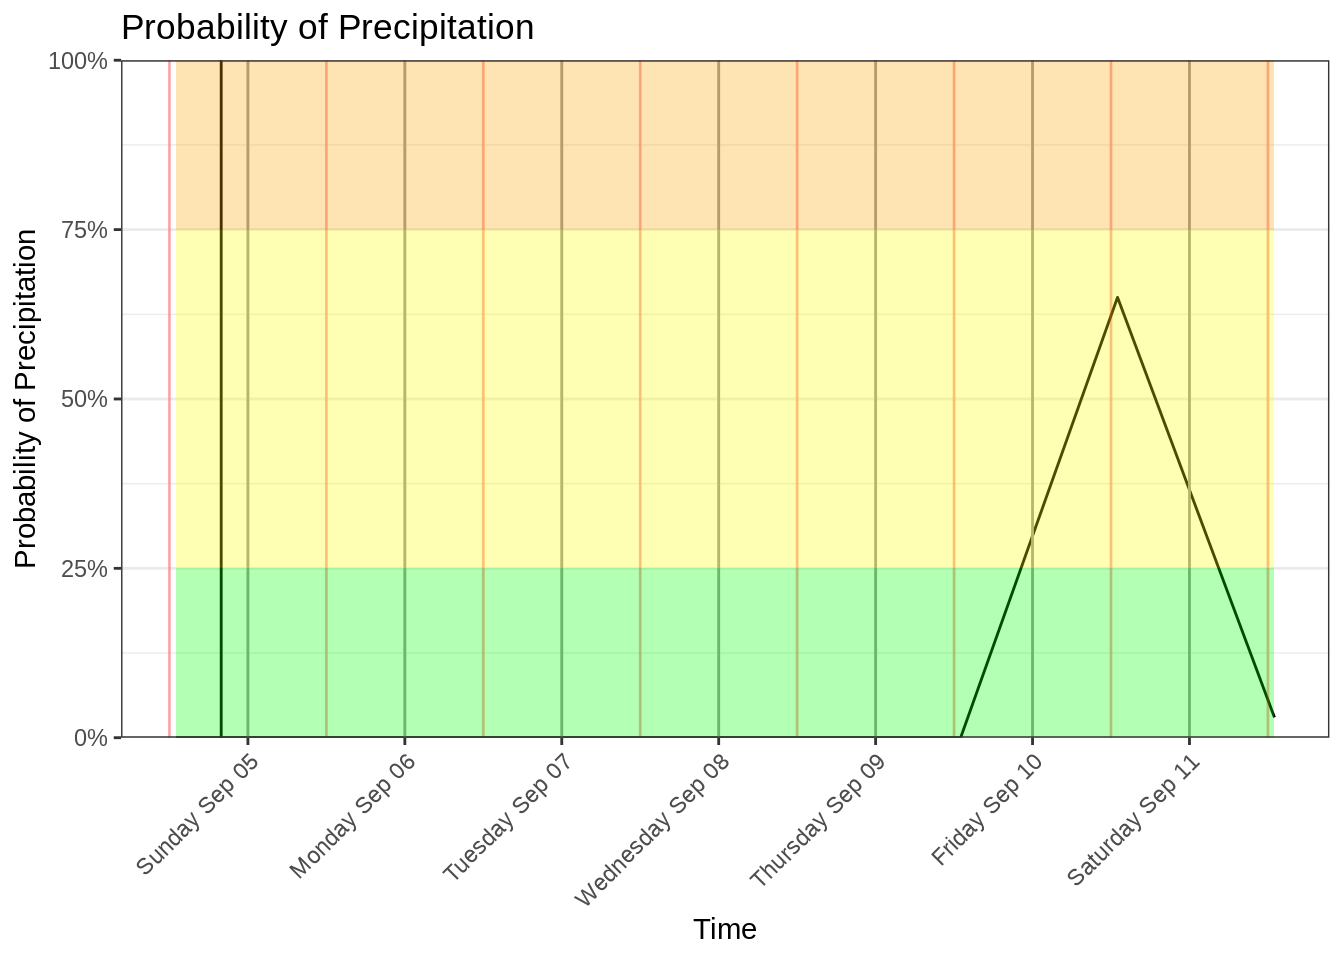 Probability of Precipitation
Probability of Precipitation
100%
75%
50%
25%
0%
Sunday Sep 05
Monday Sep 06
Tuesday Sep 07
Wednesday Sep 08
Thursday Sep 09
Friday Sep 10
Saturday Sep 11
Time